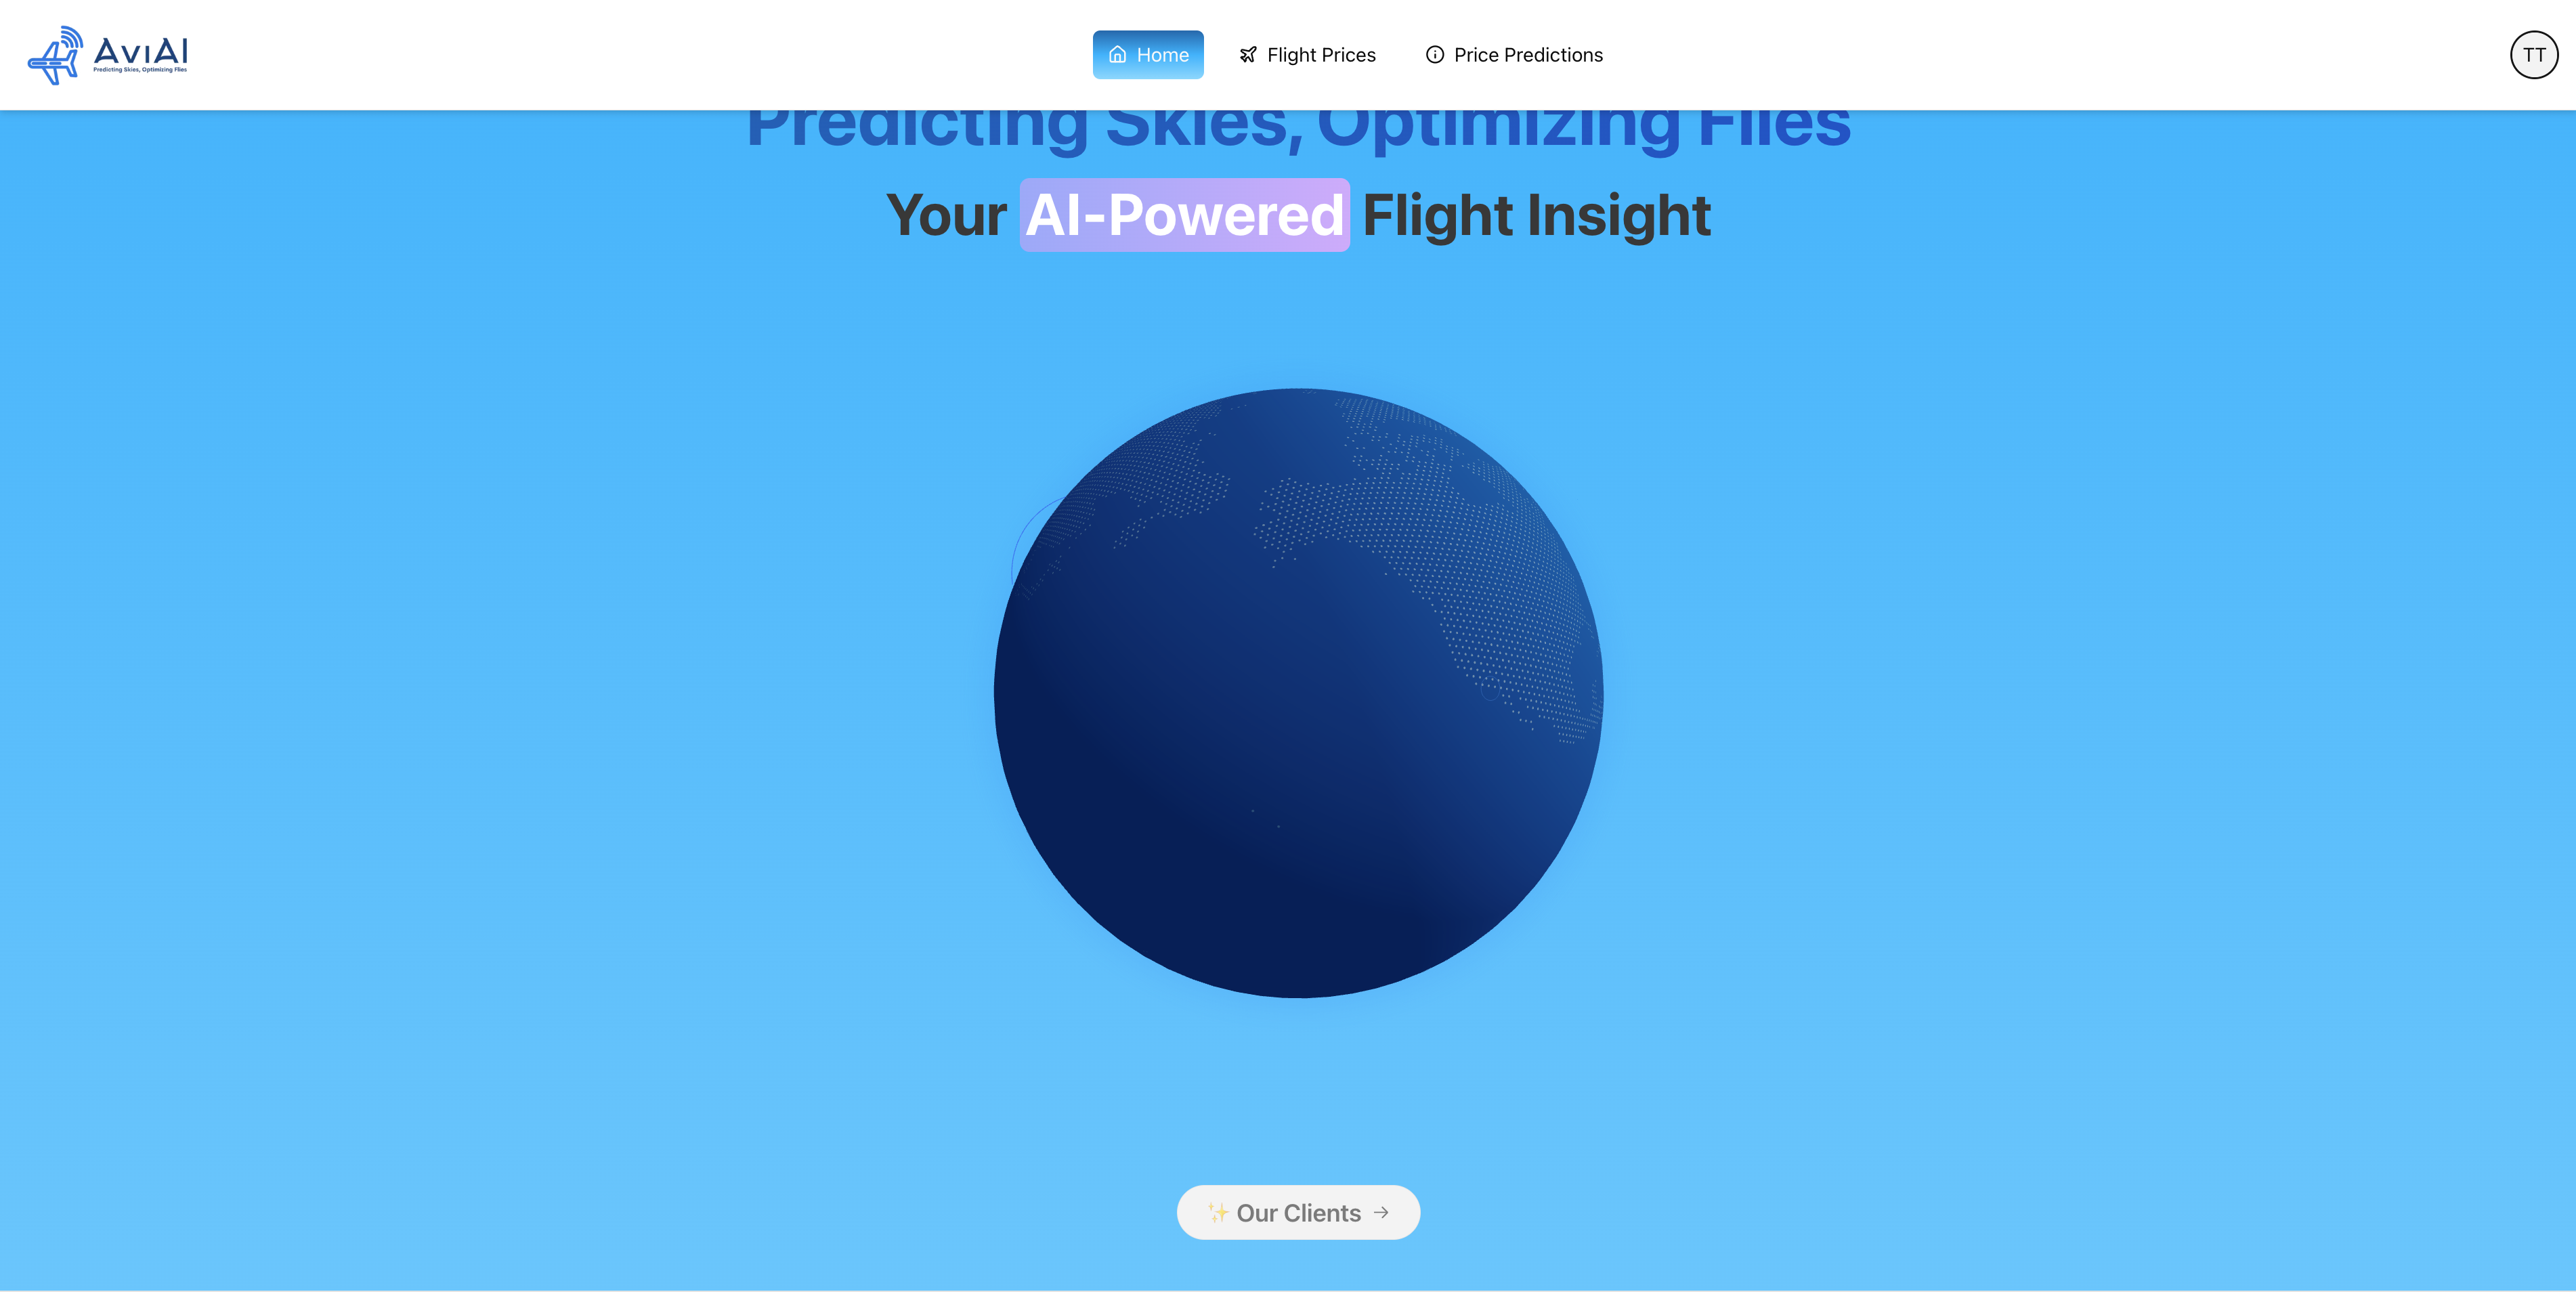 AviAI
Predicting Skies, Optimizing Flies
Home
Flight Prices
Price Predictions
TT
Predicting Skies, Optimizing Flies
Your AI-Powered Flight Insight
✨ Our Clients →